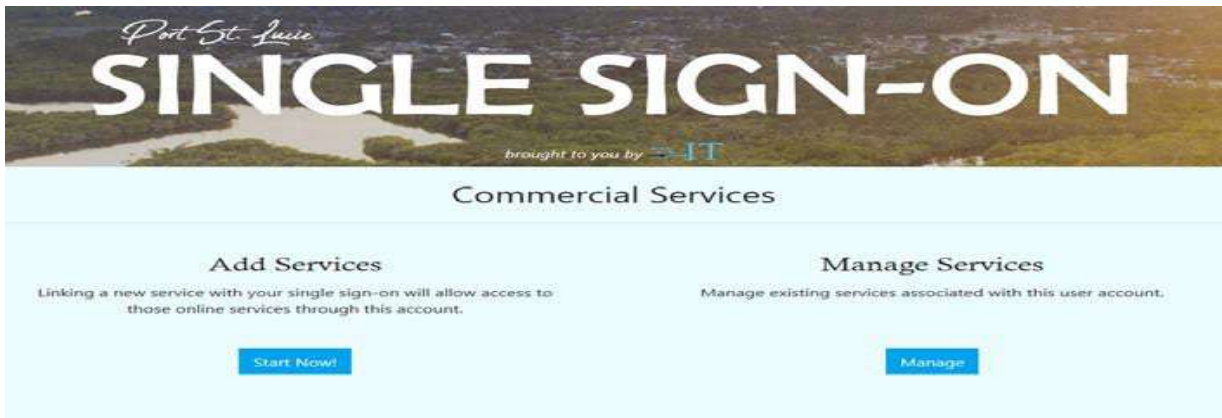 Port St. Lucie
SINGLE SIGN-ON
brought to you by IT
Commercial Services
Add Services
Linking a new service with your single sign-on will allow access to
those online services through this account.
Start Now!
Manage Services
Manage existing services associated with this user account.
Manage